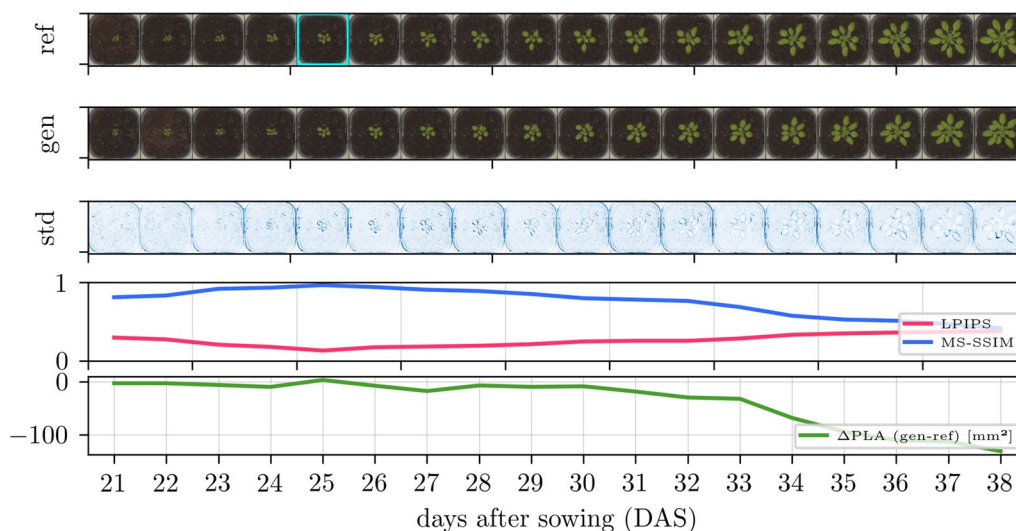 ref
gen
std
1
0
LPIPS
MS-SSIM
0
−100
ΔPLA (gen-ref) [mm²]
21 22 23 24 25 26 27 28 29 30 31 32 33 34 35 36 37 38
days after sowing (DAS)